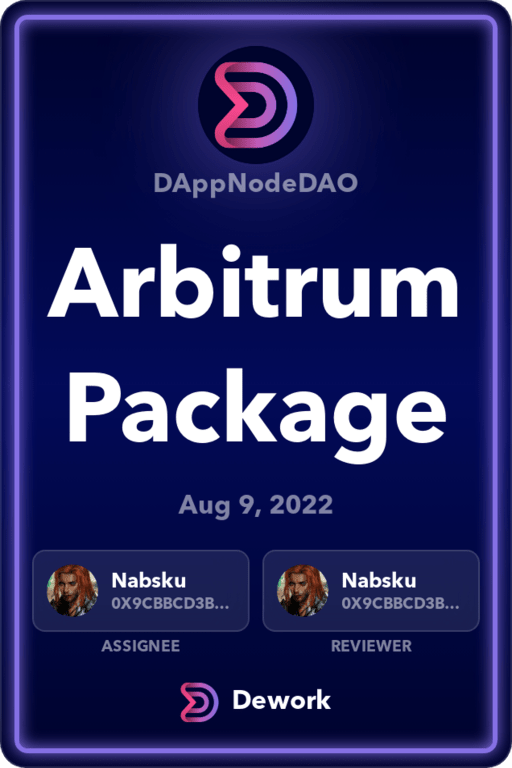 DAppNodeDAO
Arbitrum
Package
Aug 9, 2022
Nabsku
0X9CBBCD3B...
ASSIGNEE
Nabsku
0X9CBBCD3B...
REVIEWER
Dework